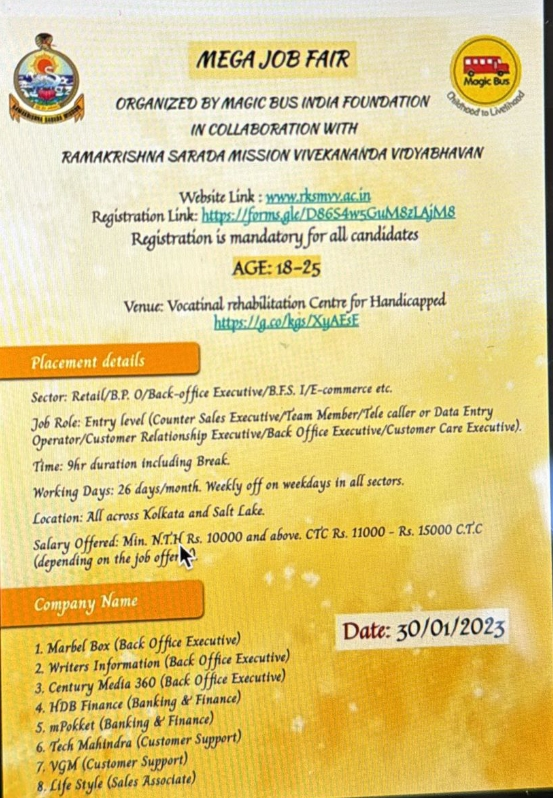 MEGA JOB FAIR
Magic Bus
Childhood to Livelihood
RAMAKRISHNA SARADA MISSION
ORGANIZED BY MAGIC BUS INDIA FOUNDATION
IN COLLABORATION WITH
RAMAKRISHNA SARADA MISSION VIVEKANANDA VIDYABHAVAN
Website Link : www.rksmvv.ac.in
Registration Link: https://forms.gle/D86S4w5GuM8zLAjM8
Registration is mandatory for all candidates
AGE: 18-25
Venue: Vocatinal rehabilitation Centre for Handicapped
https://g.co/kgs/XyAEsE
Placement details
Sector: Retail/B.P. O/Back-office Executive/B.F.S. I/E-commerce etc.
Job Role: Entry level (Counter Sales Executive/Team Member/Tele caller or Data Entry
Operator/Customer Relationship Executive/Back Office Executive/Customer Care Executive).
Time: 9hr duration including Break.
Working Days: 26 days/month. Weekly off on weekdays in all sectors.
Location: All across Kolkata and Salt Lake.
Salary Offered: Min. N.T.H Rs. 10000 and above. CTC Rs. 11000 - Rs. 15000 C.T.C
(depending on the job
Company Name
Date: 30/01/2023
1. Marbel Box (Back Office Executive)
2. Writers Information (Back Office Executive)
3. Century Media 360 (Back Office Executive)
4. HDB Finance (Banking & Finance)
5. mPokket (Banking & Finance)
6. Tech Mahindra (Customer Support)
7. VGM (Customer Support)
8. Life Style (Sales Associate)